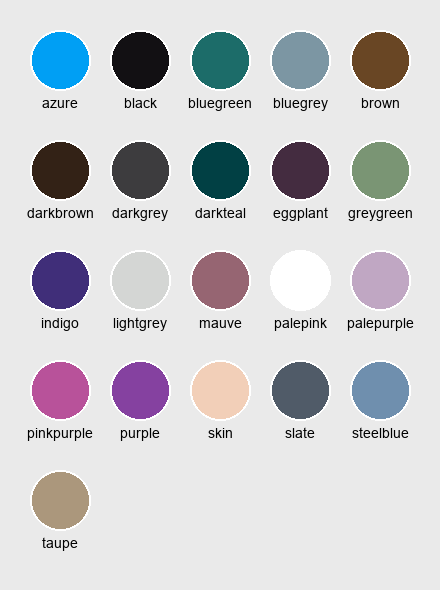 azure black bluegreen bluegrey brown
darkbrown darkgrey darkteal eggplant greygreen
indigo lightgrey mauve palepink palepurple
pinkpurple purple skin slate steelblue
taupe